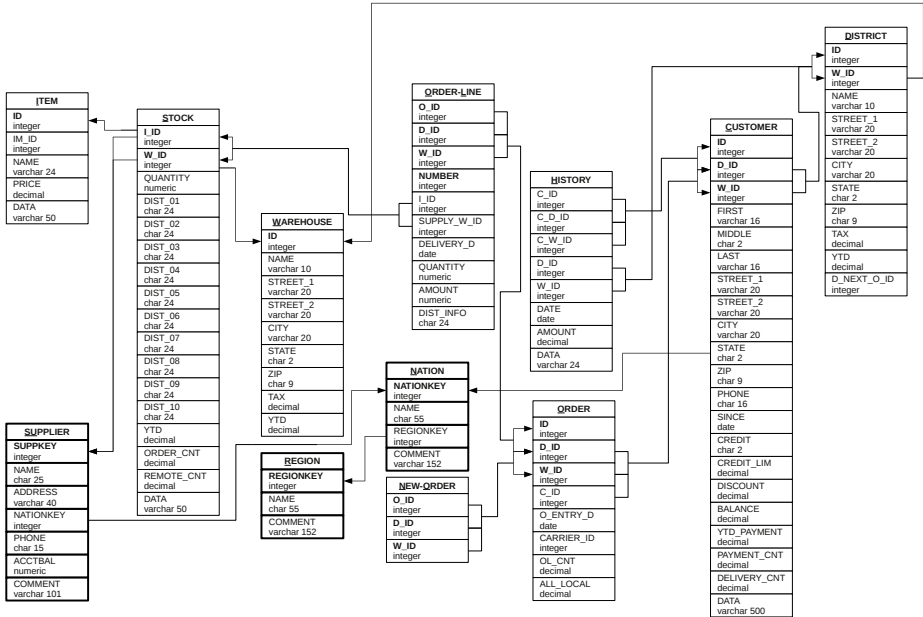 ITEM
ID
integer
IM_ID
integer
NAME
varchar 24
PRICE
decimal
DATA
varchar 50
SUPPLIER
SUPPKEY
integer
NAME
char 25
ADDRESS
varchar 40
NATIONKEY
integer
PHONE
char 15
ACCTBAL
numeric
COMMENT
varchar 101
STOCK
I_ID
integer
W_ID
integer
QUANTITY
numeric
DIST_01
char 24
DIST_02
char 24
DIST_03
char 24
DIST_04
char 24
DIST_05
char 24
DIST_06
char 24
DIST_07
char 24
DIST_08
char 24
DIST_09
char 24
DIST_10
char 24
YTD
decimal
ORDER_CNT
decimal
REMOTE_CNT
decimal
DATA
varchar 50
WAREHOUSE
ID
integer
NAME
varchar 10
STREET_1
varchar 20
STREET_2
varchar 20
CITY
varchar 20
STATE
char 2
ZIP
char 9
TAX
decimal
YTD
decimal
REGION
REGIONKEY
integer
NAME
char 55
COMMENT
varchar 152
ORDER-LINE
O_ID
integer
D_ID
integer
W_ID
integer
NUMBER
integer
I_ID
integer
SUPPLY_W_ID
integer
DELIVERY_D
date
QUANTITY
numeric
AMOUNT
numeric
DIST_INFO
char 24
NATION
NATIONKEY
integer
NAME
char 55
REGIONKEY
integer
COMMENT
varchar 152
NEW-ORDER
O_ID
integer
D_ID
integer
W_ID
integer
HISTORY
C_ID
integer
C_D_ID
integer
C_W_ID
integer
D_ID
integer
W_ID
integer
DATE
date
AMOUNT
decimal
DATA
varchar 24
ORDER
ID
integer
D_ID
integer
W_ID
integer
C_ID
integer
O_ENTRY_D
date
CARRIER_ID
integer
OL_CNT
decimal
ALL_LOCAL
decimal
CUSTOMER
ID
integer
D_ID
integer
W_ID
integer
FIRST
varchar 16
MIDDLE
char 2
LAST
varchar 16
STREET_1
varchar 20
STREET_2
varchar 20
CITY
varchar 20
STATE
char 2
ZIP
char 9
PHONE
char 16
SINCE
date
CREDIT
char 2
CREDIT_LIM
decimal
DISCOUNT
decimal
BALANCE
decimal
YTD_PAYMENT
decimal
PAYMENT_CNT
decimal
DELIVERY_CNT
decimal
DATA
varchar 500
DISTRICT
ID
integer
W_ID
integer
NAME
varchar 10
STREET_1
varchar 20
STREET_2
varchar 20
CITY
varchar 20
STATE
char 2
ZIP
char 9
TAX
decimal
YTD
decimal
D_NEXT_O_ID
integer